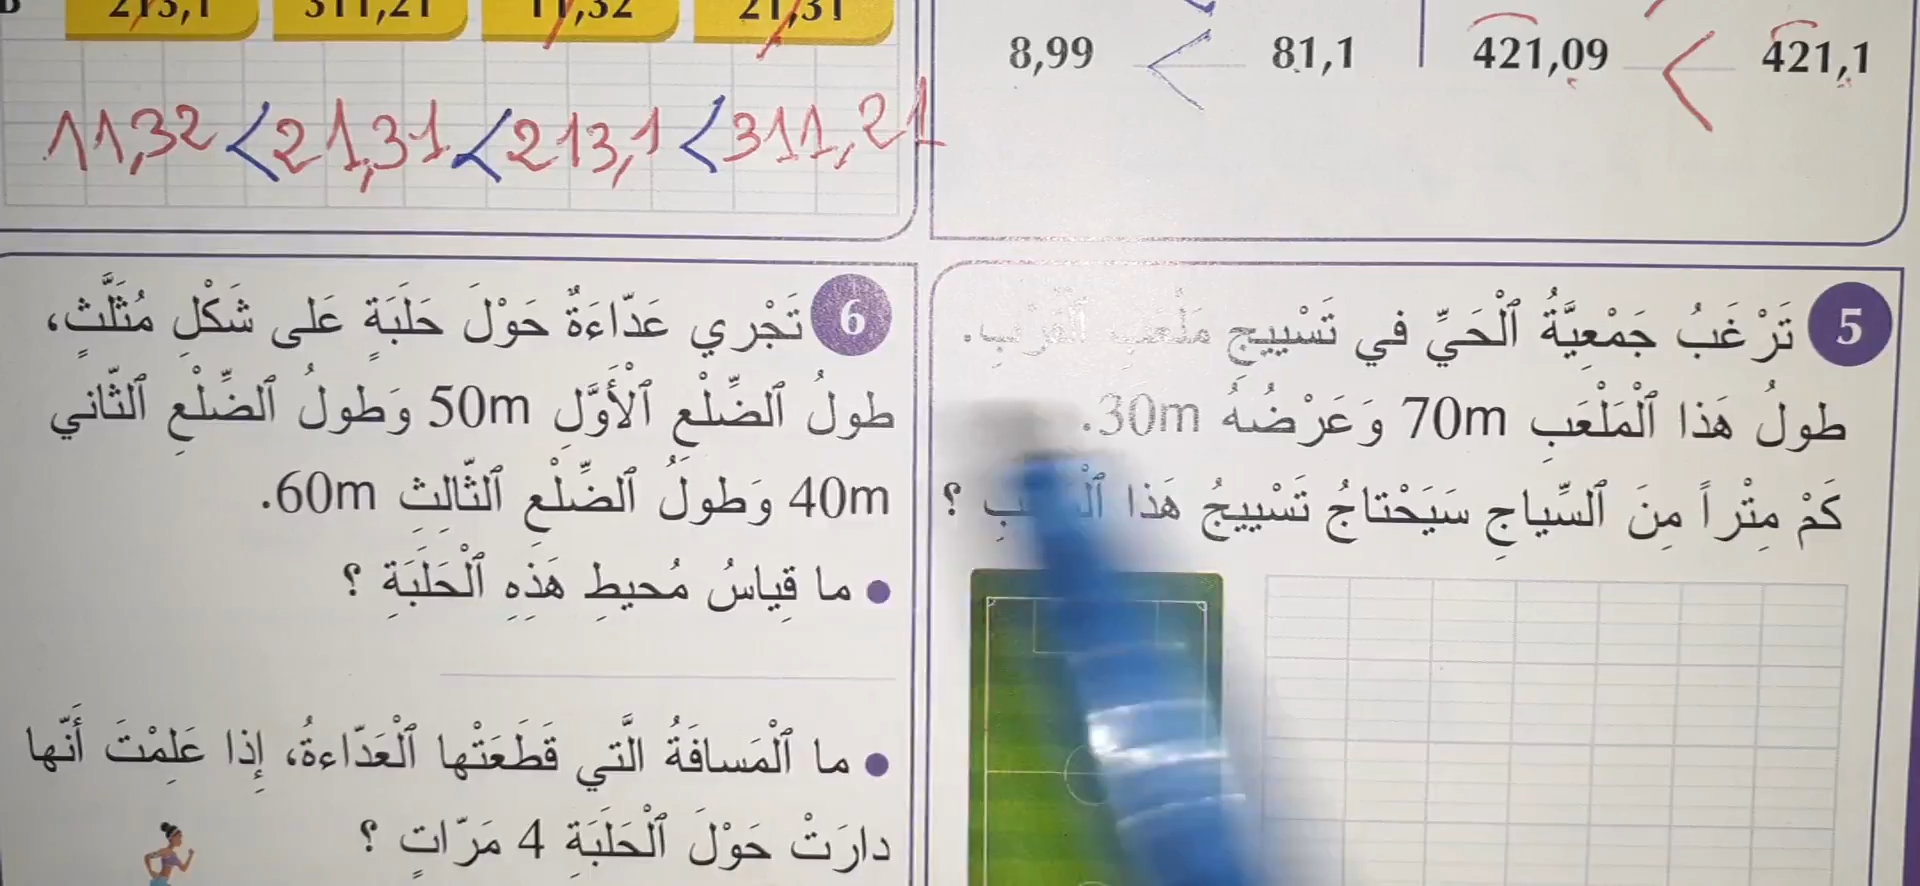 213,1 311,21 11,32 21,31
11,32 < 21,31 < 213,1 < 311,21
8,99 < 81,1
421,09 < 421,1
5 تَرْغَبُ جَمْعِيَّةُ ٱلْحَيِّ في تَسْييجِ مَلْعَبِ ٱلْقُرْبِ.
طولُ هَذا ٱلْمَلْعَبِ 70m وَعَرْضُهُ 30m.
كَمْ مِتْراً مِنَ ٱلسِّياجِ سَيَحْتاجُ تَسْييجُ هَذا ؟
6 تَجْري عَدّاءَةٌ حَوْلَ حَلَبَةٍ عَلى شَكْلِ مُثَلَّثٍ،
طولُ ٱلضِّلْعِ ٱلْأَوَّلِ 50m وَطولُ ٱلضِّلْعِ ٱلثّاني
40m وَطولُ ٱلضِّلْعِ ٱلثّالِثِ 60m.
● ما قِياسُ مُحيطِ هَذِهِ ٱلْحَلَبَةِ ؟
● ما ٱلْمَسافَةُ الَّتي قَطَعَتْها ٱلْعَدّاءةُ، إِذا عَلِمْتَ أَنَّها
دارَتْ حَوْلَ ٱلْحَلَبَةِ 4 مَرّاتٍ ؟